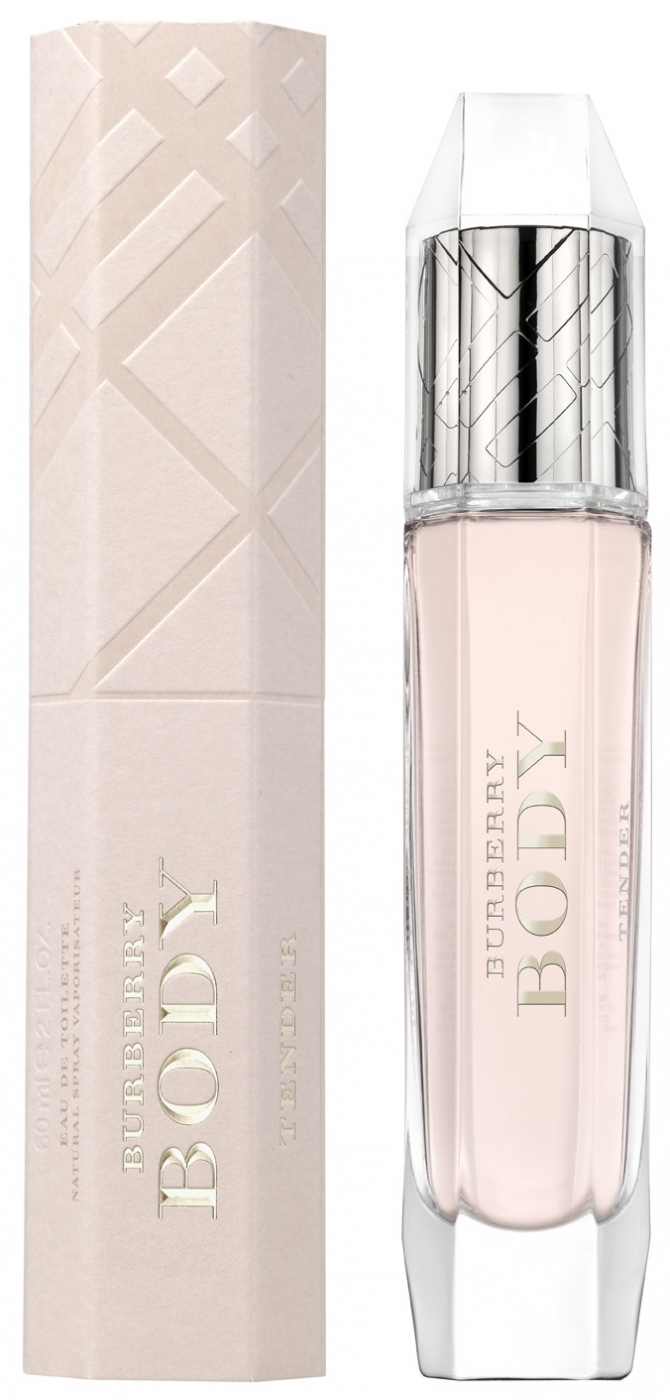 60 ml e 2 FL.OZ.
EAU DE TOILETTE
NATURAL SPRAY VAPORISATEUR
BURBERRY
BODY
TENDER
BURBERRY
BODY
TENDER